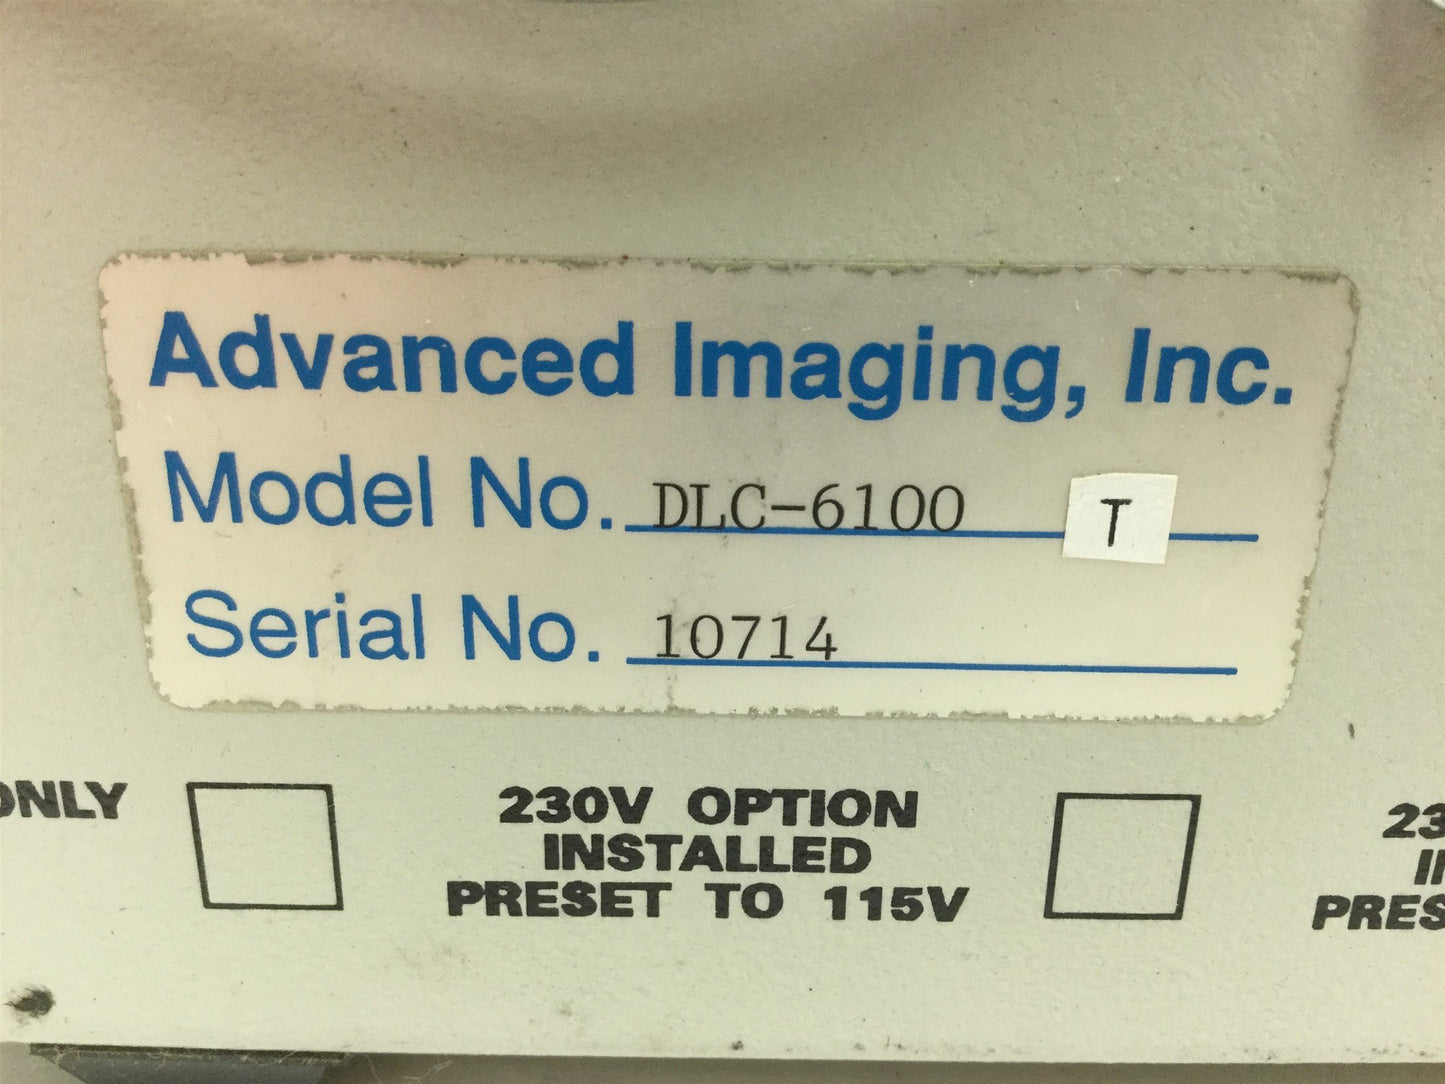 Advanced Imaging, Inc.
Model No. DLC-6100 T
Serial No. 10714
ONLY
230V OPTION
INSTALLED
PRESET TO 115V